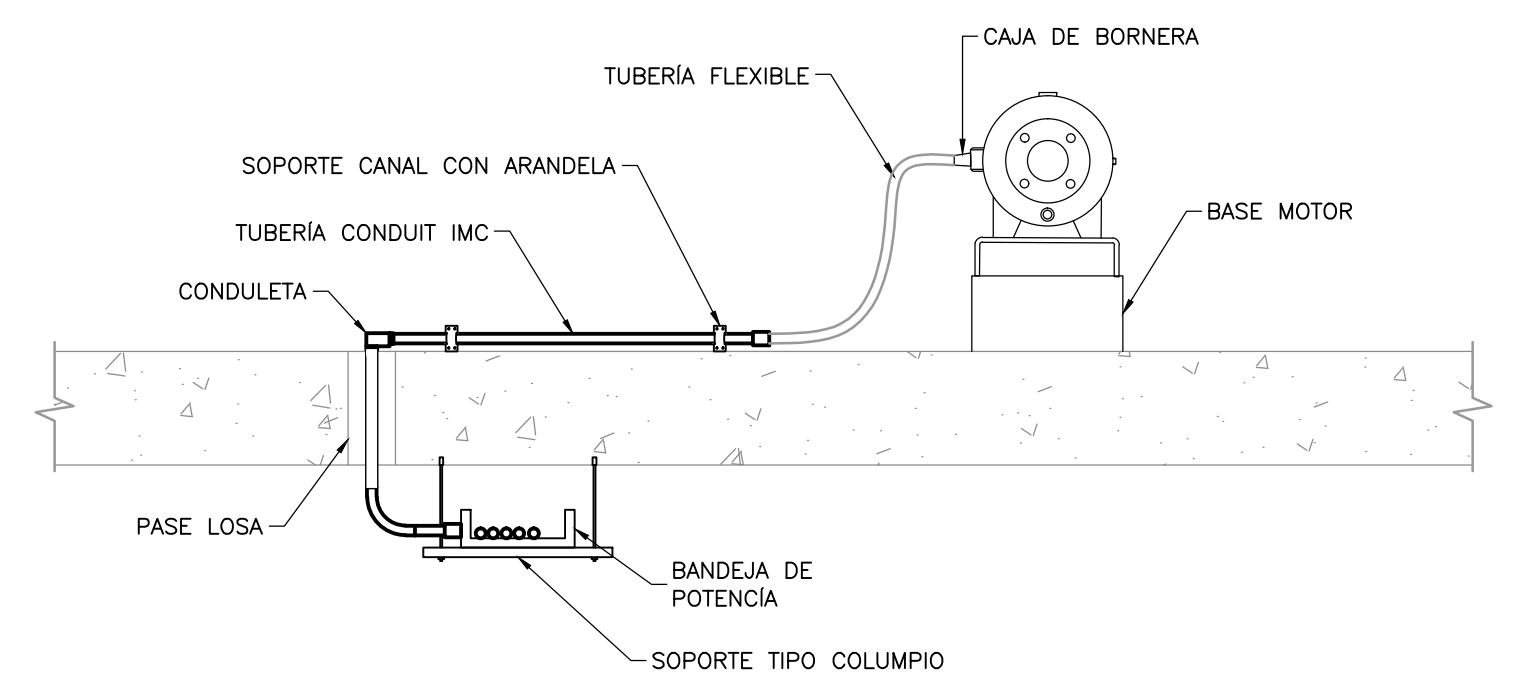 CAJA DE BORNERA
TUBERÍA FLEXIBLE
SOPORTE CANAL CON ARANDELA
BASE MOTOR
TUBERÍA CONDUIT IMC
CONDULETA
PASE LOSA
BANDEJA DE
POTENCÍA
SOPORTE TIPO COLUMPIO